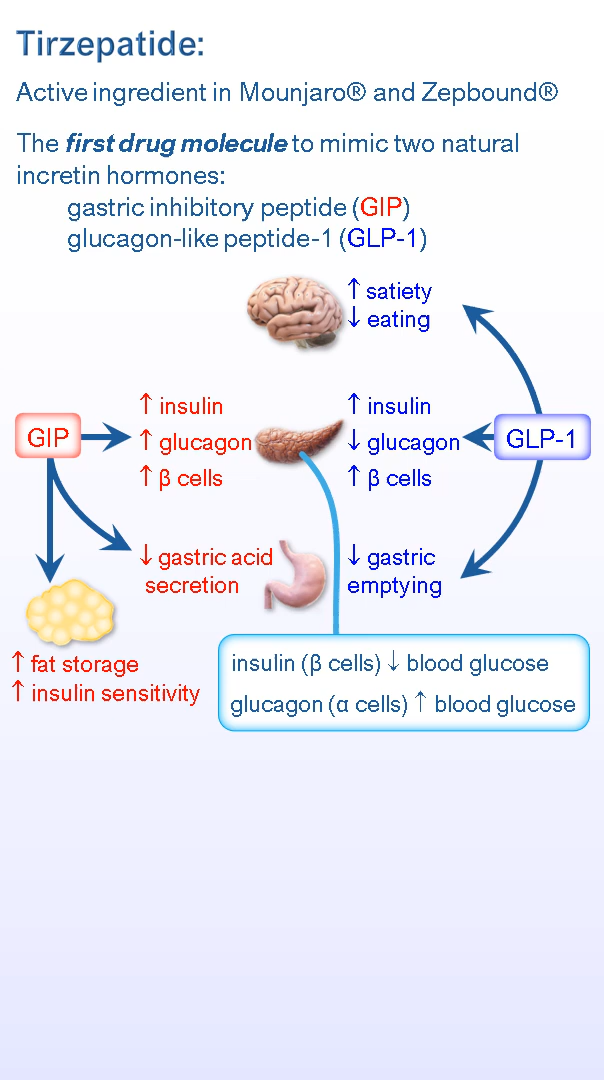 Tirzepatide:
Active ingredient in Mounjaro® and Zepbound®
The first drug molecule to mimic two natural
incretin hormones:
gastric inhibitory peptide (GIP)
glucagon-like peptide-1 (GLP-1)
↑ satiety
↓ eating
GIP
↑ insulin
↑ glucagon
↑ β cells
↑ insulin
↓ glucagon
↑ β cells
GLP-1
↓ gastric acid
secretion
↓ gastric
emptying
↑ fat storage
↑ insulin sensitivity
insulin (β cells) ↓ blood glucose
glucagon (α cells) ↑ blood glucose